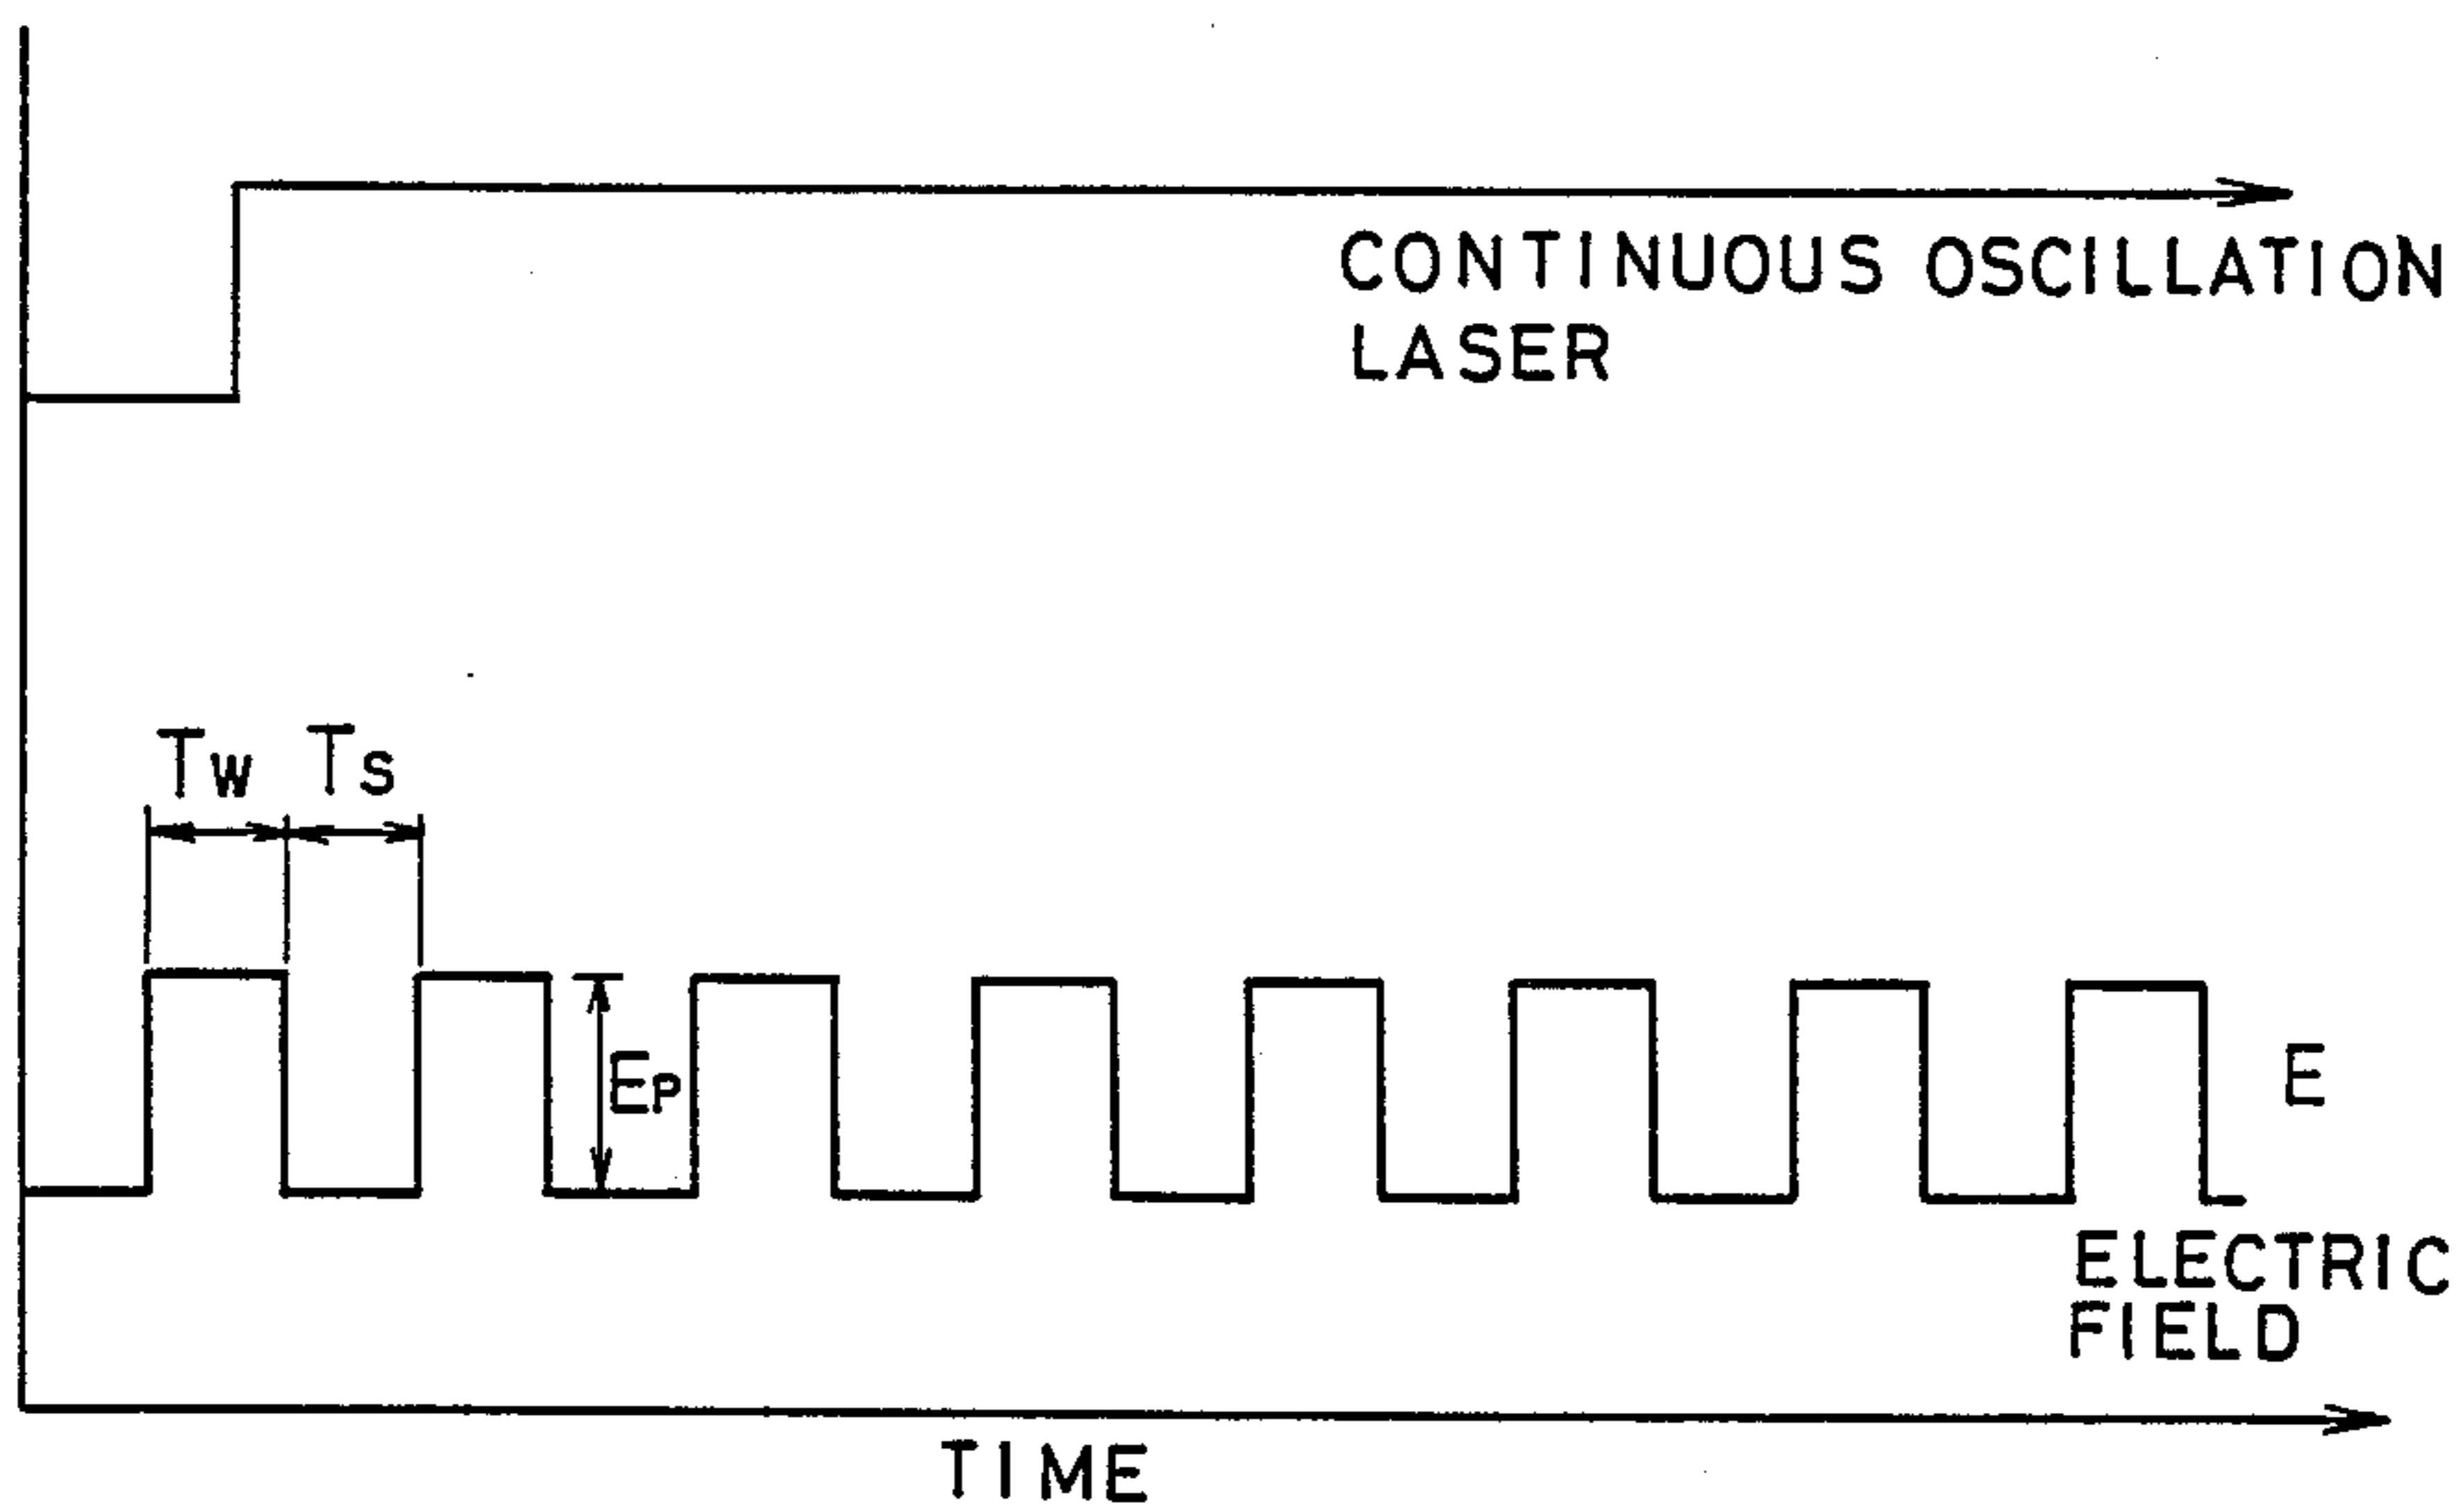 CONTINUOUS OSCILLATION
LASER
Tw Ts
EP
E
ELECTRIC
FIELD
TIME